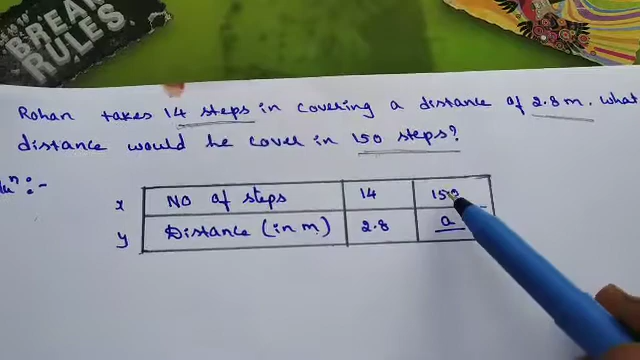 BREAK
RULES
Rohan takes 14 steps in covering a distance of 2.8 m. what
distance would he cover in 150 steps?
:-
x No of steps 14 150
y Distance (in m) 2.8 a